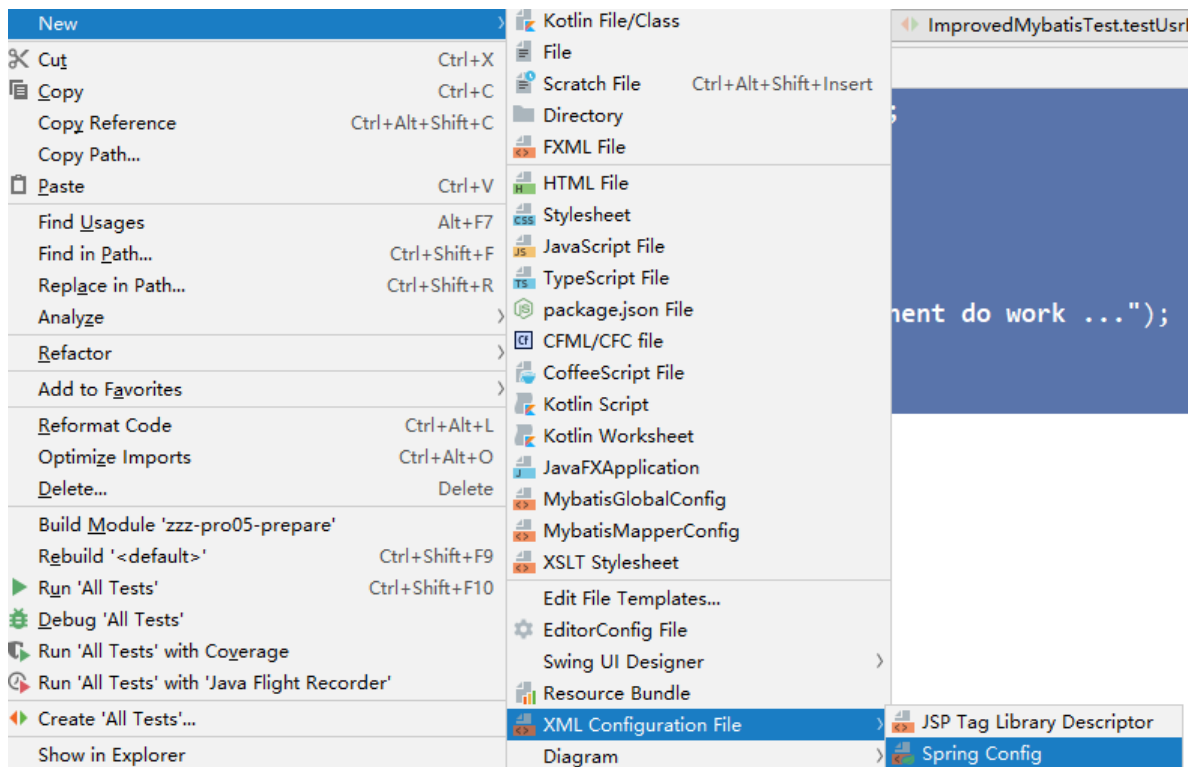 New
Cut Ctrl+X
Copy Ctrl+C
Copy Reference Ctrl+Alt+Shift+C
Copy Path...
Paste Ctrl+V
Find Usages Alt+F7
Find in Path... Ctrl+Shift+F
Replace in Path... Ctrl+Shift+R
Analyze
Refactor
Add to Favorites
Reformat Code Ctrl+Alt+L
Optimize Imports Ctrl+Alt+O
Delete... Delete
Build Module 'zzz-pro05-prepare'
Rebuild '<default>' Ctrl+Shift+F9
Run 'All Tests' Ctrl+Shift+F10
Debug 'All Tests'
Run 'All Tests' with Coverage
Run 'All Tests' with 'Java Flight Recorder'
Create 'All Tests'...
Show in Explorer
Kotlin File/Class
File
Scratch File Ctrl+Alt+Shift+Insert
Directory
FXML File
HTML File
Stylesheet
JavaScript File
TypeScript File
package.json File
CFML/CFC file
CoffeeScript File
Kotlin Script
Kotlin Worksheet
JavaFXApplication
MybatisGlobalConfig
MybatisMapperConfig
XSLT Stylesheet
Edit File Templates...
EditorConfig File
Swing UI Designer
Resource Bundle
XML Configuration File
Diagram
JSP Tag Library Descriptor
Spring Config
ImprovedMybatisTest.testUsr
;
nent do work ...");